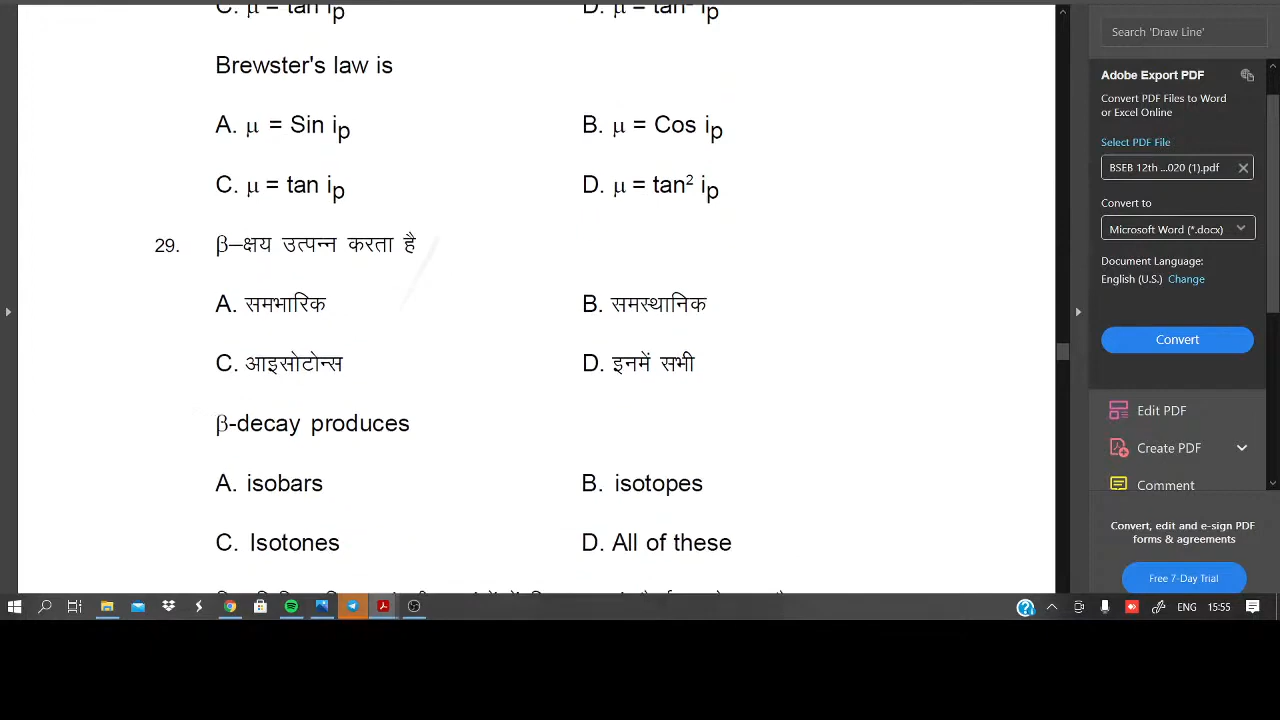 C. μ = tan ip
D. μ = tan² ip
Brewster's law is
A. μ = Sin ip
B. μ = Cos ip
C. μ = tan ip
D. μ = tan² ip
29. β–क्षय उत्पन्न करता है
A. समभारिक
B. समस्थानिक
C. आइसोटोन्स
D. इनमें सभी
β-decay produces
A. isobars
B. isotopes
C. Isotones
D. All of these
Search 'Draw Line'
Adobe Export PDF
Convert PDF Files to Word
or Excel Online
Select PDF File
BSEB 12th ...020 (1).pdf
Convert to
Microsoft Word (*.docx)
Document Language:
English (U.S.) Change
Convert
Edit PDF
Create PDF
Comment
Convert, edit and e-sign PDF
forms & agreements
Free 7-Day Trial
ENG 15:55